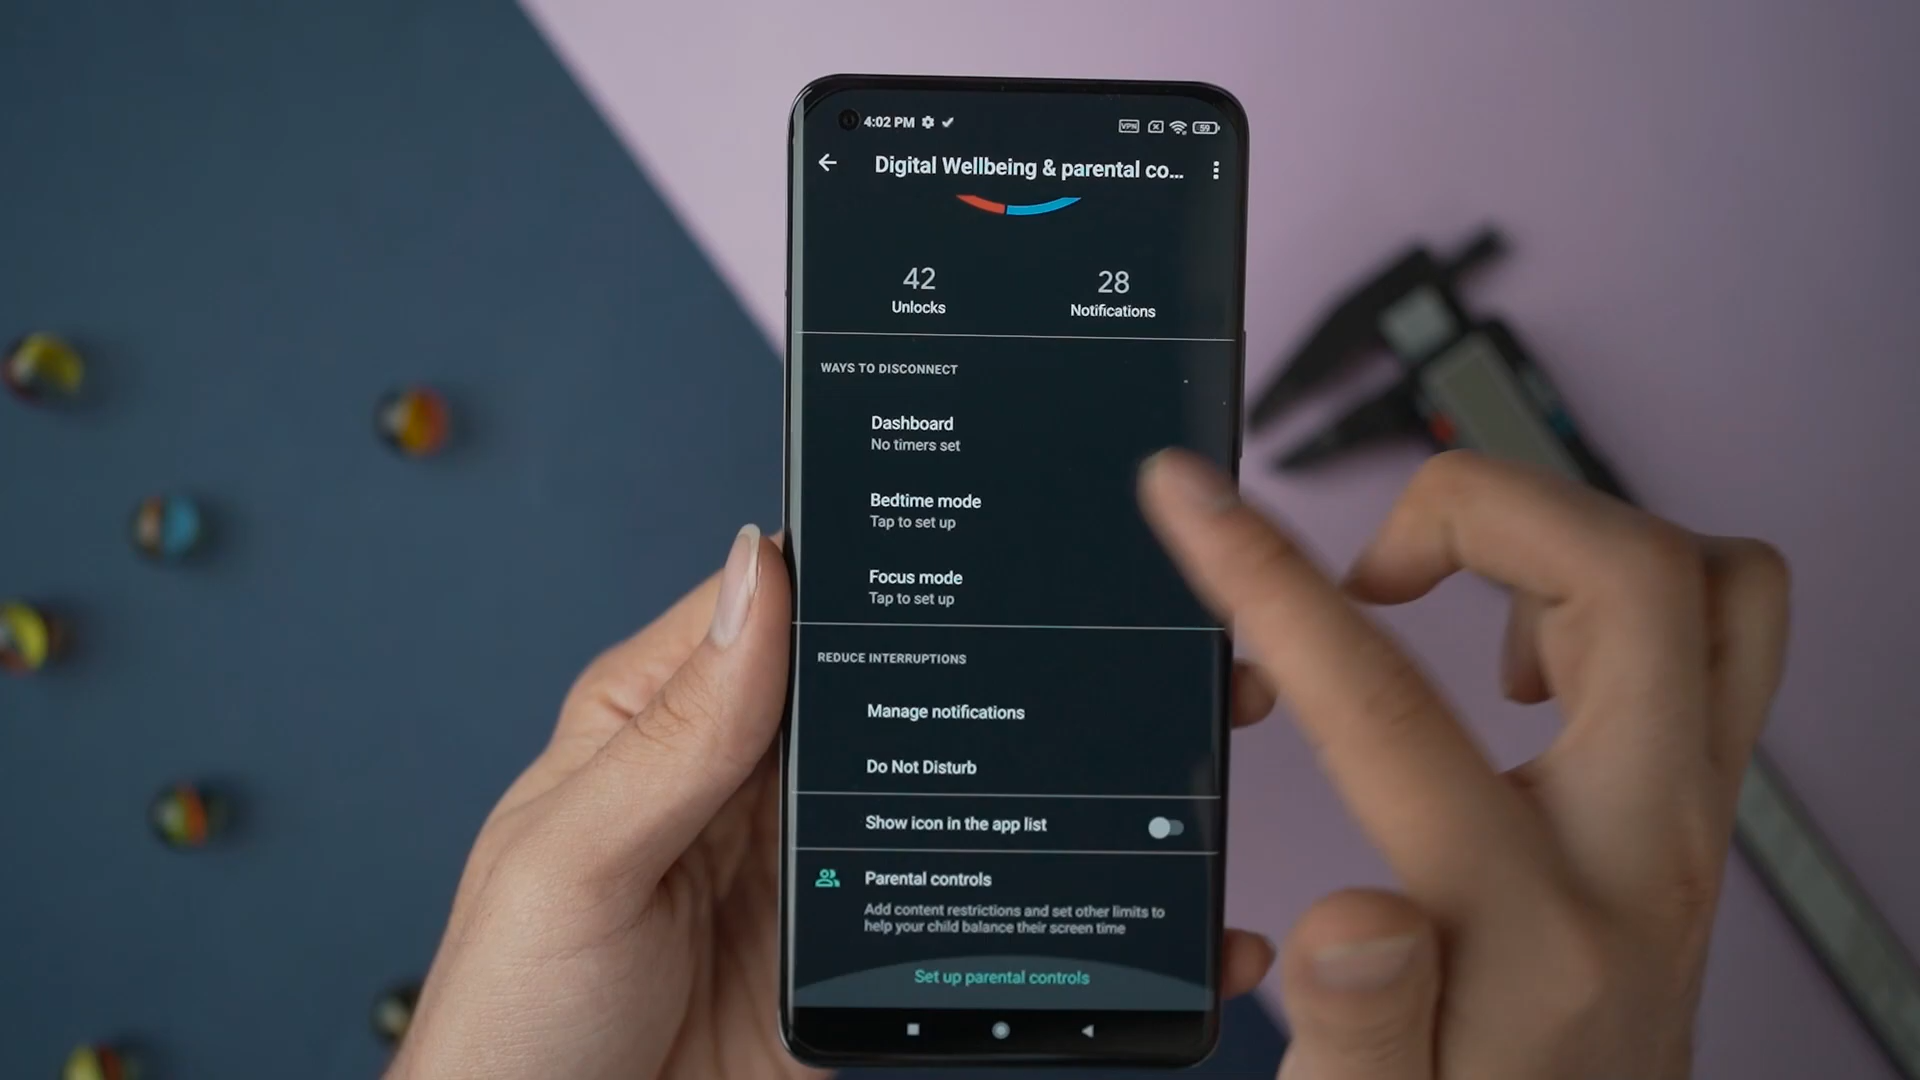 4:02 PM
VPN
59
Digital Wellbeing & parental co...
42
28
Unlocks
Notifications
WAYS TO DISCONNECT
Dashboard
No timers set
Bedtime mode
Tap to set up
Focus mode
Tap to set up
REDUCE INTERRUPTIONS
Manage notifications
Do Not Disturb
Show icon in the app list
Parental controls
Add content restrictions and set other limits to
help your child balance their screen time
Set up parental controls